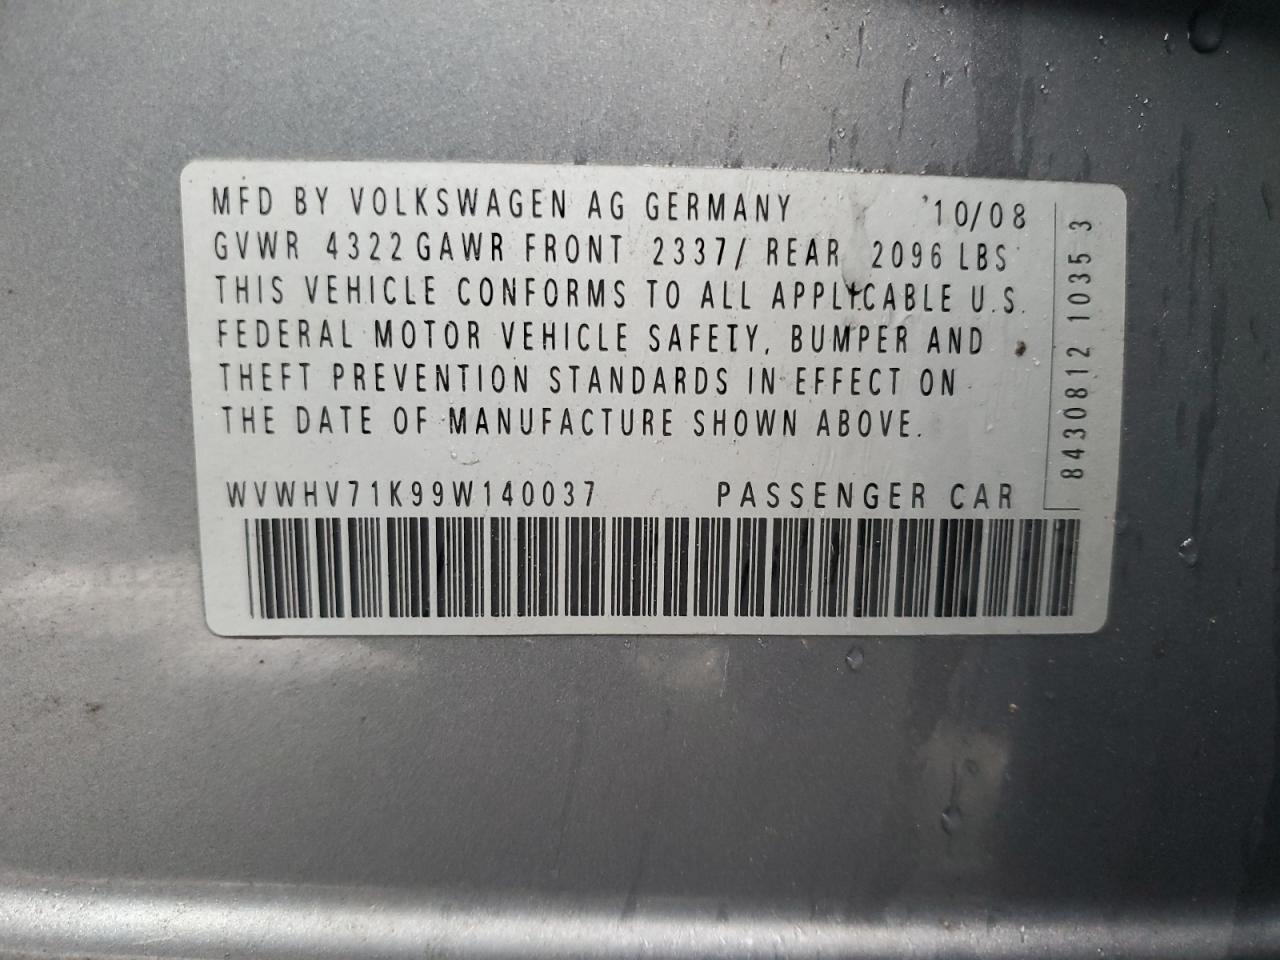 MFD BY VOLKSWAGEN AG GERMANY 10/08
GVWR 4322 GAWR FRONT 2337/ REAR 2096 LBS
THIS VEHICLE CONFORMS TO ALL APPLICABLE U.S.
FEDERAL MOTOR VEHICLE SAFETY, BUMPER AND
THEFT PREVENTION STANDARDS IN EFFECT ON
THE DATE OF MANUFACTURE SHOWN ABOVE.
WVWHV71K99W140037 PASSENGER CAR
8430812 1035 3